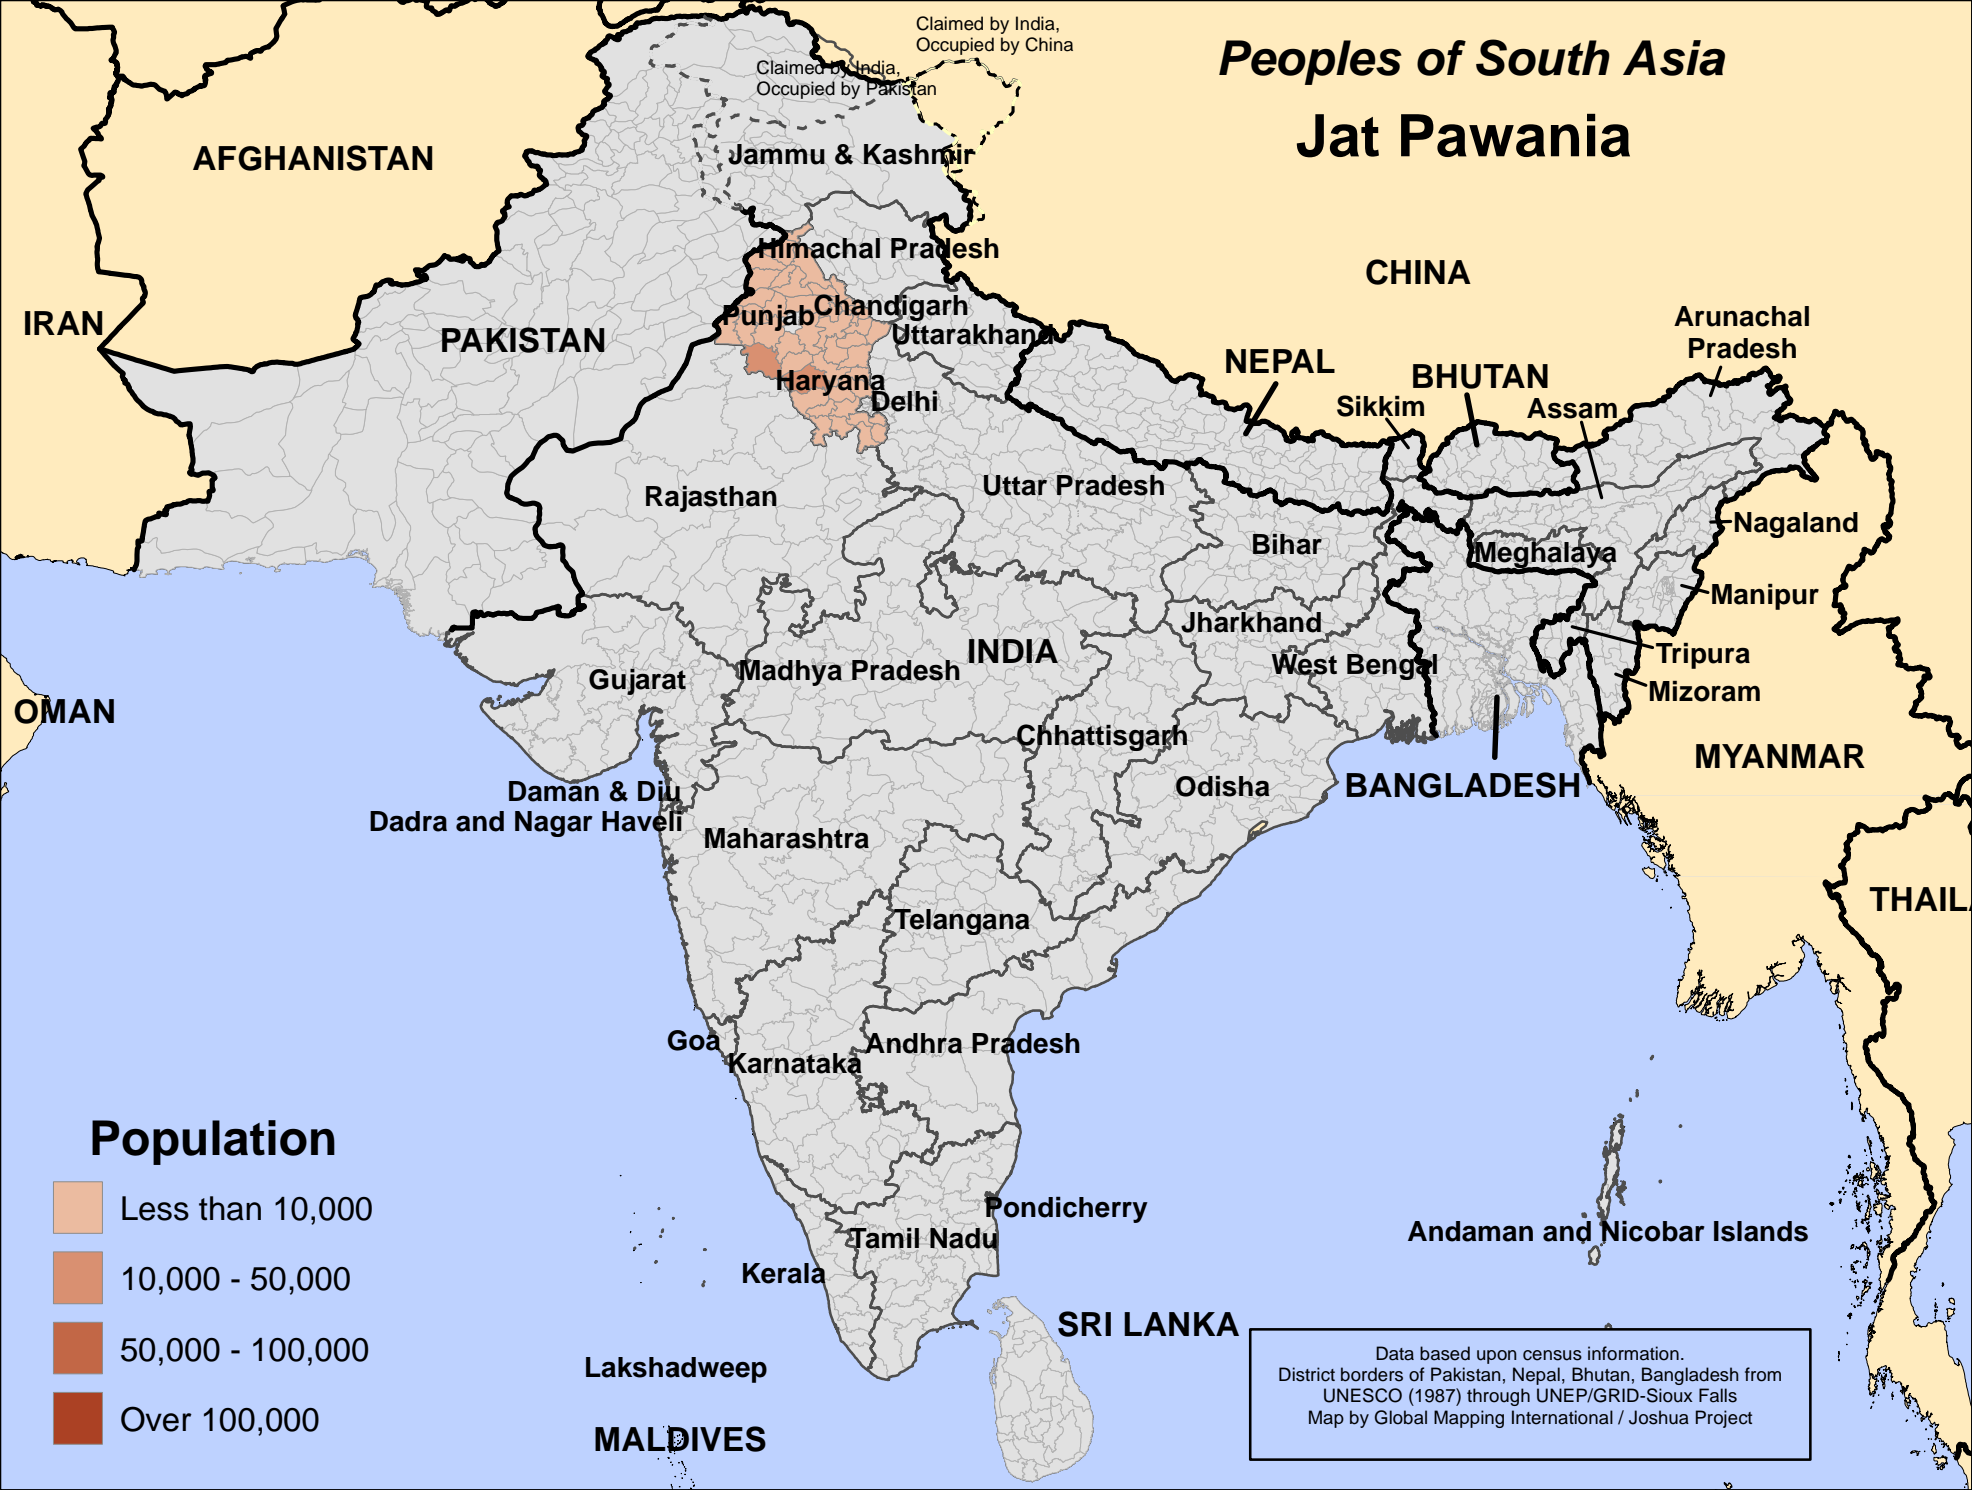 Claimed by India,
Occupied by China
Peoples of South Asia
Jat Pawania
Claimed by India,
Occupied by Pakistan
AFGHANISTAN
Jammu & Kashmir
Himachal Pradesh
CHINA
IRAN
PAKISTAN
Punjab
Chandigarh
Uttarakhand
Arunachal
Pradesh
NEPAL
BHUTAN
Haryana
Delhi
Sikkim
Assam
Rajasthan
Uttar Pradesh
Bihar
Meghalaya
Nagaland
Manipur
Jharkhand
INDIA
Tripura
West Bengal
Gujarat
Madhya Pradesh
Mizoram
OMAN
Chhattisgarh
MYANMAR
Odisha
BANGLADESH
Daman & Diu
Dadra and Nagar Haveli
Maharashtra
THAIL
Telangana
Goa
Karnataka
Andhra Pradesh
Population
Less than 10,000
10,000 - 50,000
50,000 - 100,000
Over 100,000
Pondicherry
Tamil Nadu
Andaman and Nicobar Islands
Kerala
SRI LANKA
Lakshadweep
MALDIVES
Data based upon census information.
District borders of Pakistan, Nepal, Bhutan, Bangladesh from
UNESCO (1987) through UNEP/GRID-Sioux Falls
Map by Global Mapping International / Joshua Project